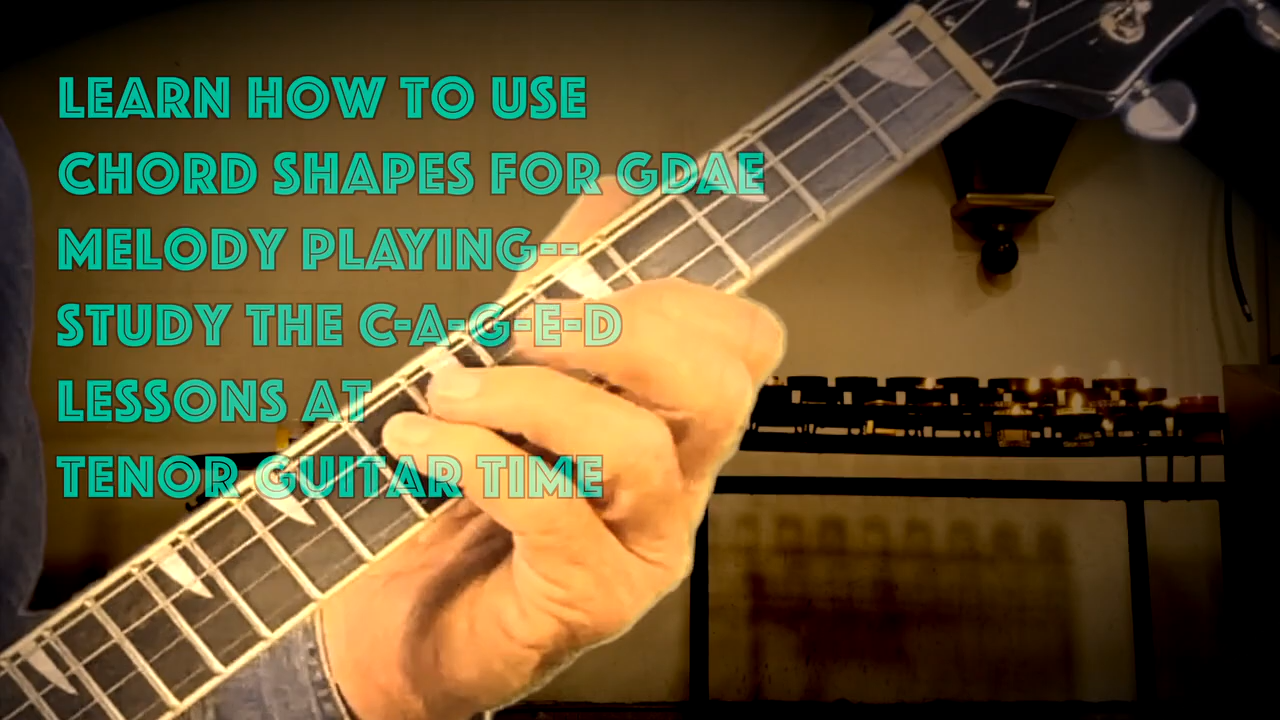 LEARN HOW TO USE
CHORD SHAPES FOR GDAE
MELODY PLAYING--
STUDY THE C-A-G-E-D
LESSONS AT
TENOR GUITAR TIME